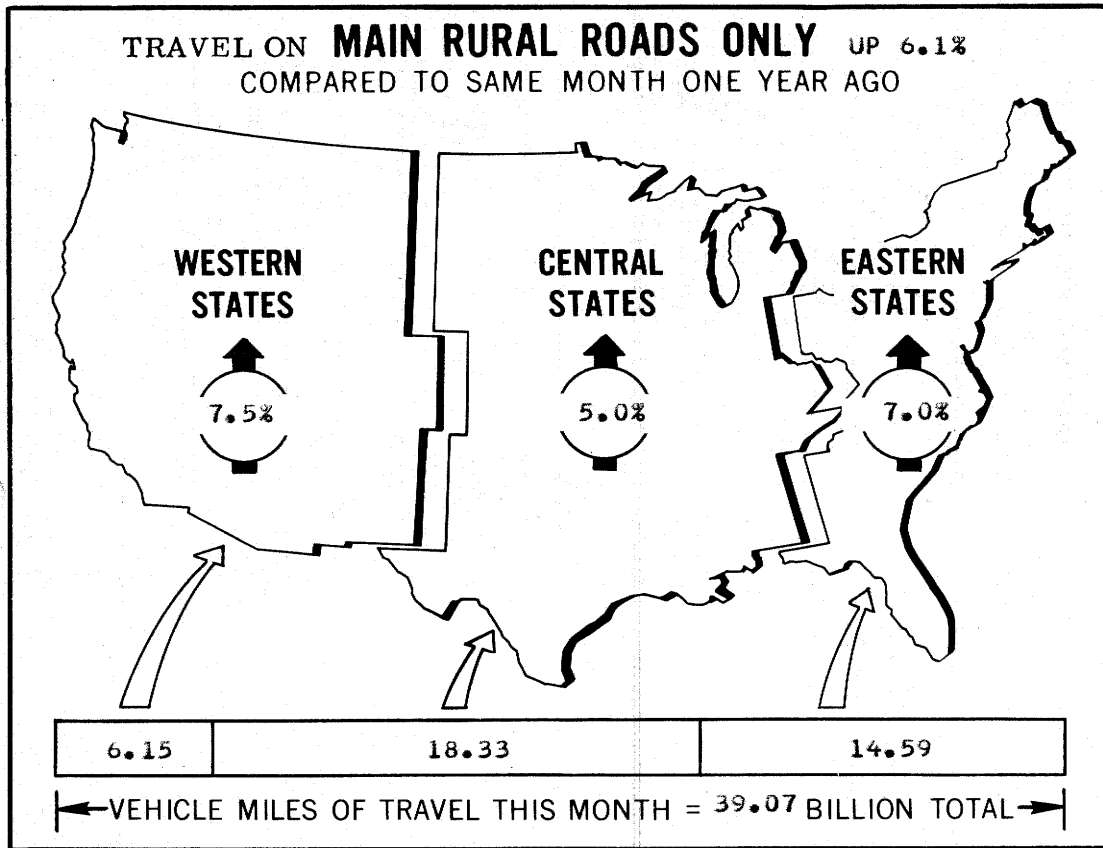 TRAVEL ON MAIN RURAL ROADS ONLY UP 6.1%
COMPARED TO SAME MONTH ONE YEAR AGO
WESTERN
STATES
7.5%
CENTRAL
STATES
5.0%
EASTERN
STATES
7.0%
6.15 18.33 14.59
VEHICLE MILES OF TRAVEL THIS MONTH = 39.07 BILLION TOTAL